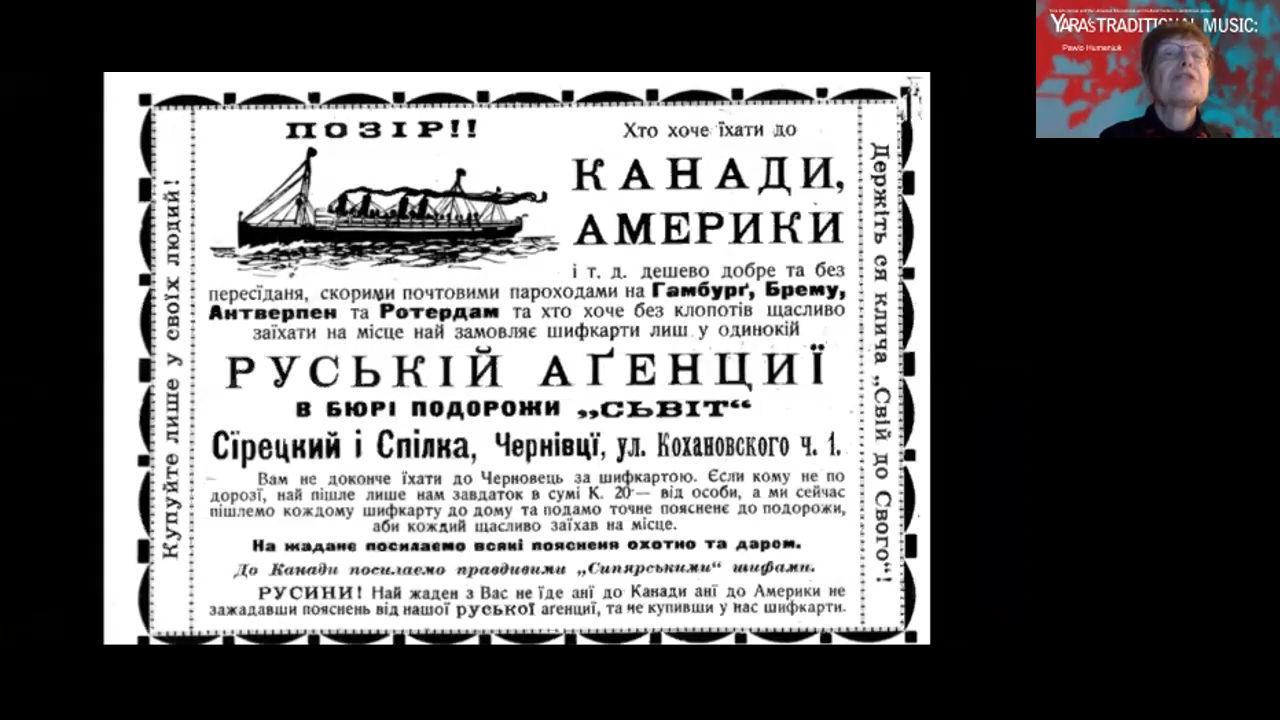 YARA'S TRADITIONAL MUSIC:
Pawlo Humeniuk
ПОЗІР!!
Хто хоче їхати до
КАНАДИ,
АМЕРИКИ
і т. д. дешево добре та без
пересїданя, скорими почтовими пароходами на Гамбурґ, Брему,
Антверпен та Ротердам та хто хоче без клопотів щасливо
заїхати на місце най замовляє шифкарти лиш у одинокій
РУСЬКІЙ АҐЕНЦИЇ
В БЮРІ ПОДОРОЖИ „СЬВІТ“
Сїрецкий і Спілка, Чернівцї, ул. Кохановского ч. 1.
Вам не доконче їхати до Черновець за шифкартою. Єсли кому не по
дорозї, най пішле лише нам завдаток в сумі К. 20·— від особи, а ми сейчас
пішлемо кождому шифкарту до дому та подамо точне поясненє до подорожи,
аби кождий щасливо заїхав на місце.
На жаданє посилаємо всякі поясненя охотно та даром.
До Канади посилаємо правдивими „Сипярськими“ шифами.
РУСИНИ! Най жаден з Вас не їде анї до Канади анї до Америки не
зажадавши пояснень від нашої руської аґенциї, та не купивши у нас шифкарти.
Купуйте лише у своїх людий!
Держіть ся клича „Свій до Свого“!